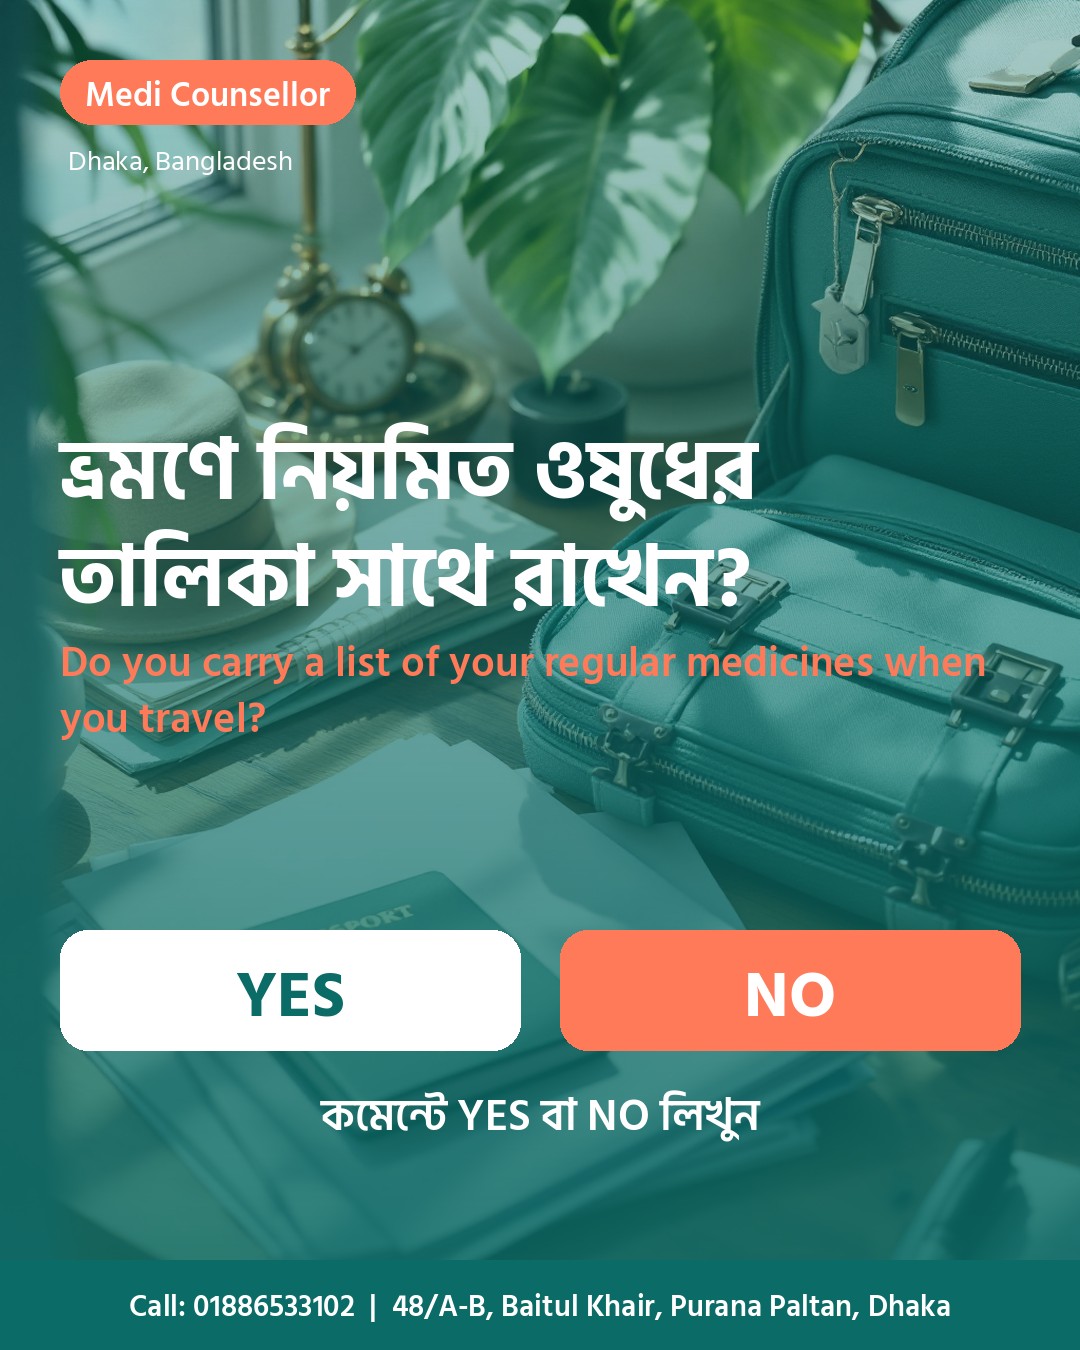 Medi Counsellor
Dhaka, Bangladesh
ভ্রমণে নিয়মিত ওষুধের
তালিকা সাথে রাখেন?
Do you carry a list of your regular medicines when
you travel?
SPORT
YES
NO
কমেন্টে YES বা NO লিখুন
Call: 01886533102 | 48/A-B, Baitul Khair, Purana Paltan, Dhaka